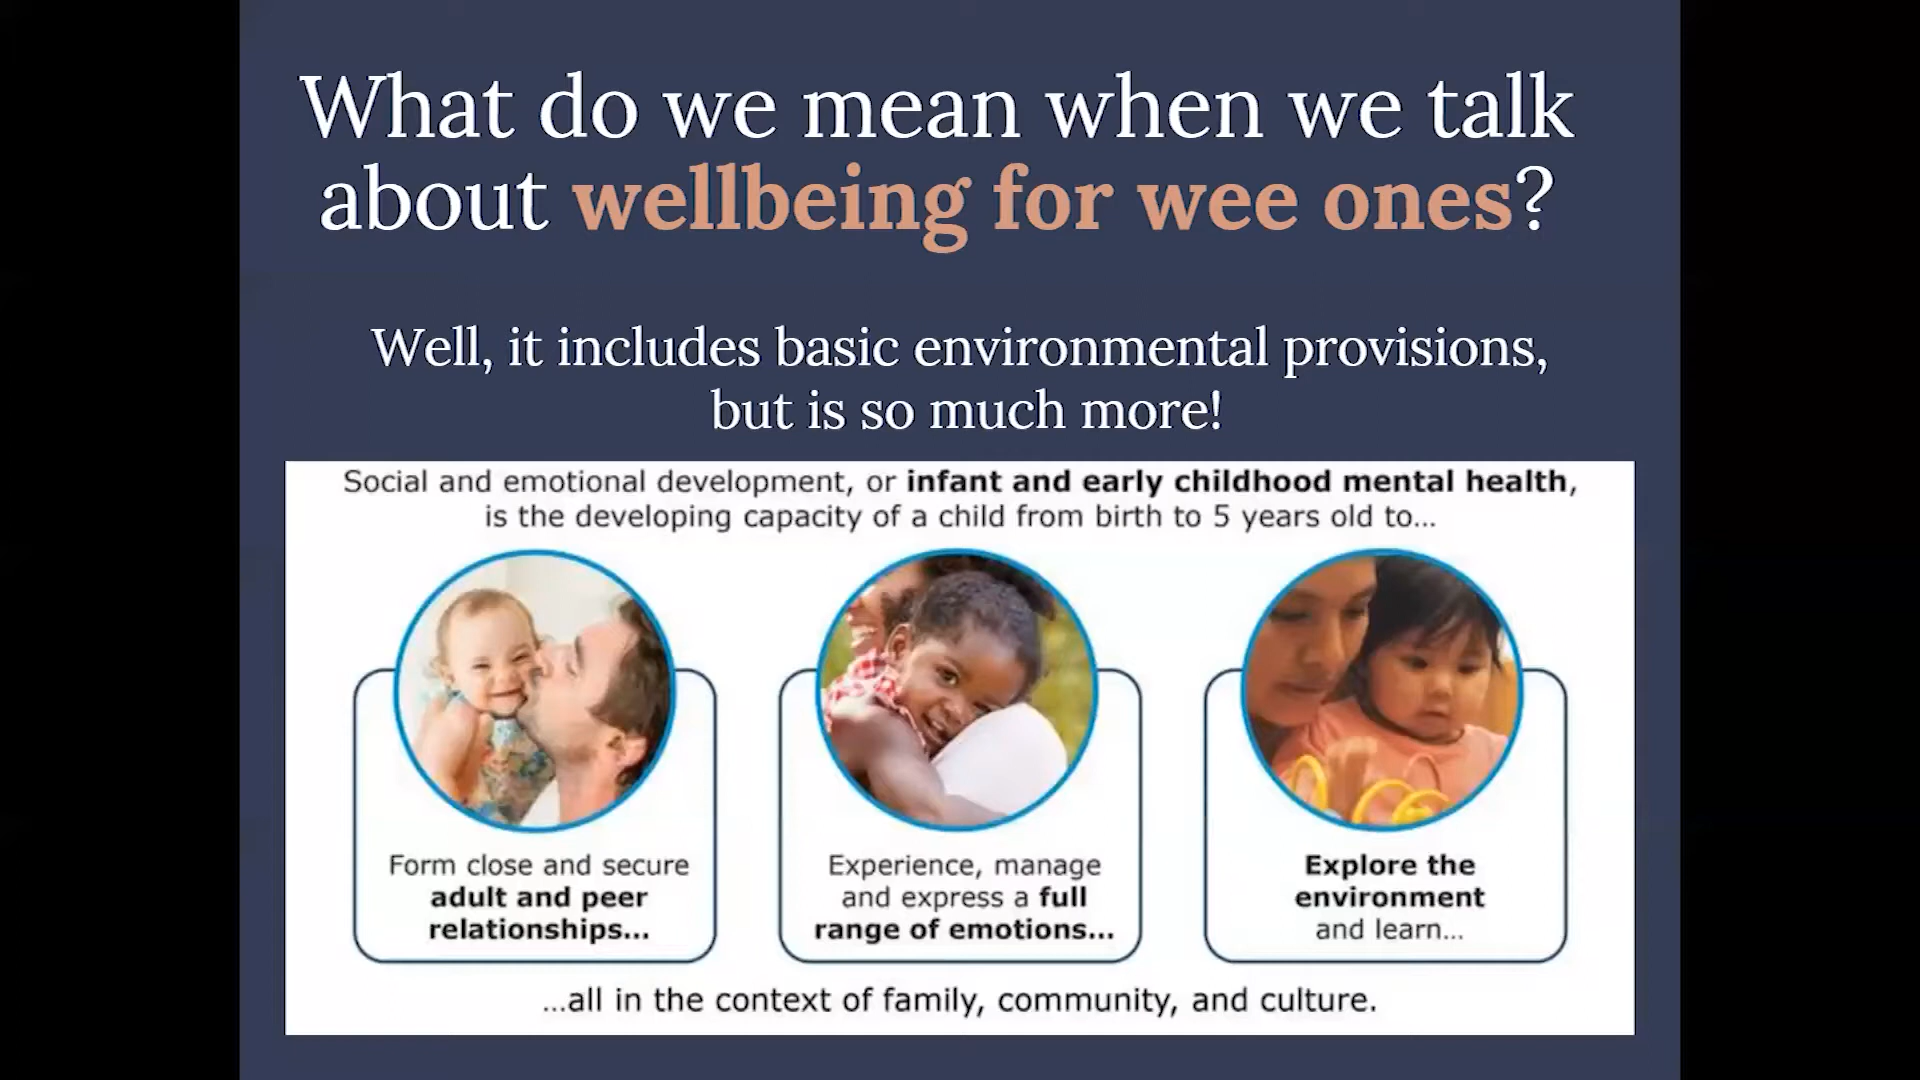 What do we mean when we talk
about wellbeing for wee ones?
Well, it includes basic environmental provisions,
but is so much more!
Social and emotional development, or infant and early childhood mental health,
is the developing capacity of a child from birth to 5 years old to...
Form close and secure
adult and peer
relationships...
Experience, manage
and express a full
range of emotions...
Explore the
environment
and learn...
...all in the context of family, community, and culture.